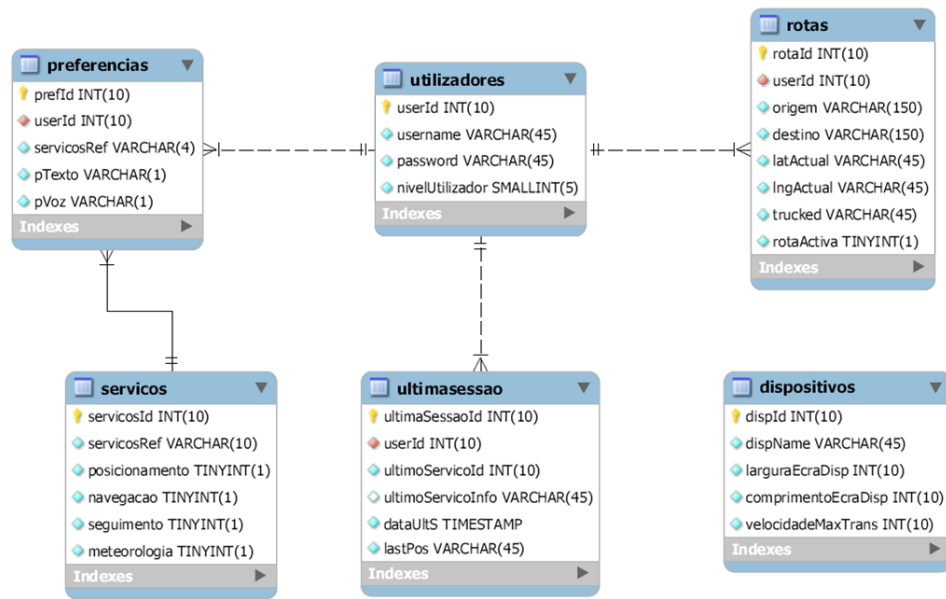 preferencias
prefId INT(10)
userId INT(10)
servicosRef VARCHAR(4)
pTexto VARCHAR(1)
pVoz VARCHAR(1)
Indexes
utilizadores
userId INT(10)
username VARCHAR(45)
password VARCHAR(45)
nivelUtilizador SMALLINT(5)
Indexes
rotas
rotaId INT(10)
userId INT(10)
origem VARCHAR(150)
destino VARCHAR(150)
latActual VARCHAR(45)
lngActual VARCHAR(45)
trucked VARCHAR(45)
rotaActiva TINYINT(1)
Indexes
servicos
servicosId INT(10)
servicosRef VARCHAR(10)
posicionamento TINYINT(1)
navegacao TINYINT(1)
seguimento TINYINT(1)
meteorologia TINYINT(1)
Indexes
ultimasessao
ultimaSessaoId INT(10)
userId INT(10)
ultimoServicoId INT(10)
ultimoServicoInfo VARCHAR(45)
dataUltS TIMESTAMP
lastPos VARCHAR(45)
Indexes
dispositivos
dispId INT(10)
dispName VARCHAR(45)
larguraEcraDisp INT(10)
comprimentoEcraDisp INT(10)
velocidadeMaxTrans INT(10)
Indexes